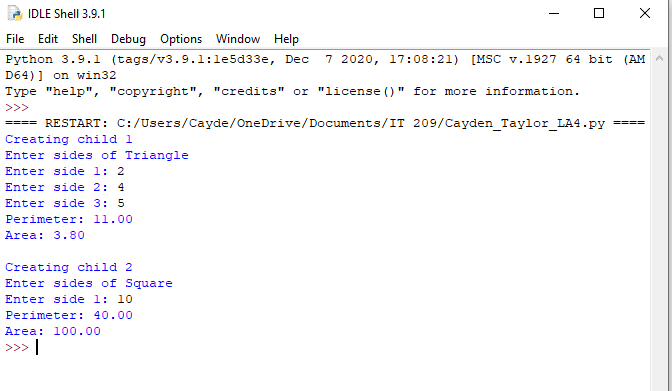 IDLE Shell 3.9.1
File Edit Shell Debug Options Window Help
Python 3.9.1 (tags/v3.9.1:1e5d33e, Dec  7 2020, 17:08:21) [MSC v.1927 64 bit (AM
D64)] on win32
Type "help", "copyright", "credits" or "license()" for more information.
>>>
==== RESTART: C:/Users/Cayde/OneDrive/Documents/IT 209/Cayden_Taylor_LA4.py ====
Creating child 1
Enter sides of Triangle
Enter side 1: 2
Enter side 2: 4
Enter side 3: 5
Perimeter: 11.00
Area: 3.80
Creating child 2
Enter sides of Square
Enter side 1: 10
Perimeter: 40.00
Area: 100.00
>>>